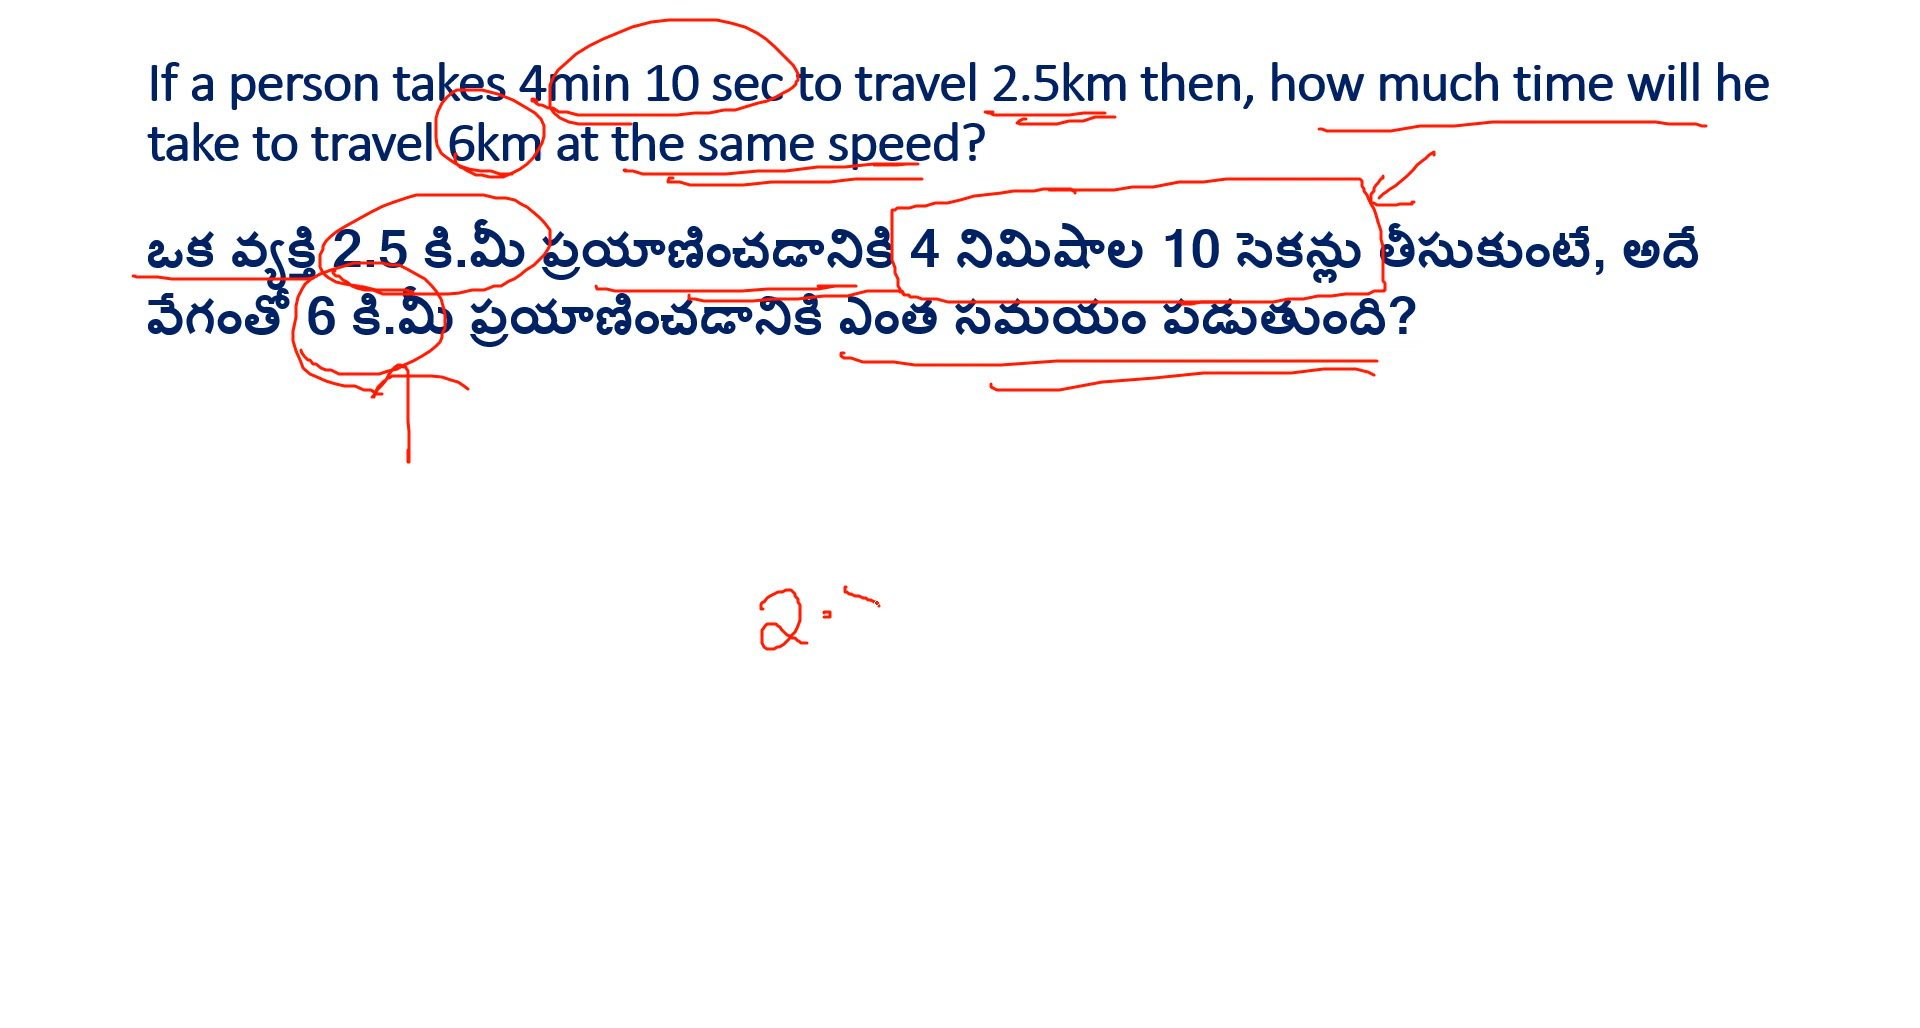 If a person takes 4min 10 sec to travel 2.5km then, how much time will he
take to travel 6km at the same speed?
ఒక వ్యక్తి 2.5 కి.మీ ప్రయాణించడానికి 4 నిమిషాల 10 సెకన్లు తీసుకుంటే, అదే
వేగంతో 6 కి.మీ ప్రయాణించడానికి ఎంత సమయం పడుతుంది?
2.